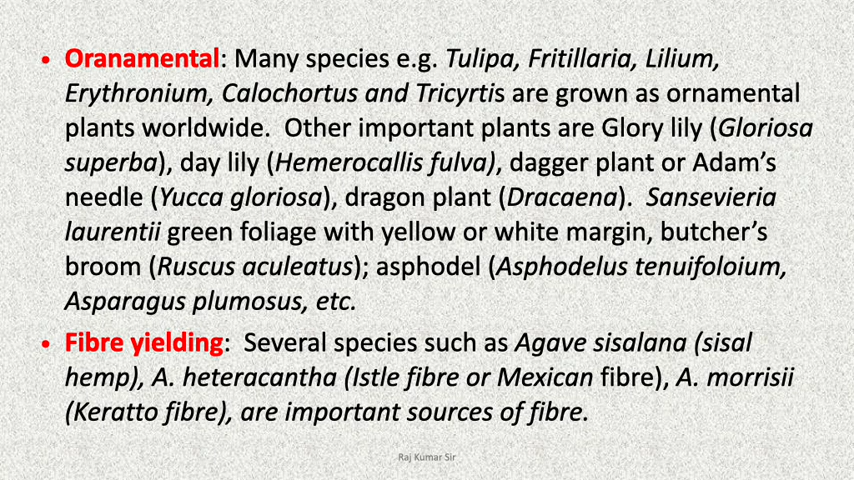 • Oranamental: Many species e.g. Tulipa, Fritillaria, Lilium,
Erythronium, Calochortus and Tricyrtis are grown as ornamental
plants worldwide.  Other important plants are Glory lily (Gloriosa
superba), day lily (Hemerocallis fulva), dagger plant or Adam’s
needle (Yucca gloriosa), dragon plant (Dracaena).  Sansevieria
laurentii green foliage with yellow or white margin, butcher’s
broom (Ruscus aculeatus); asphodel (Asphodelus tenuifoloium,
Asparagus plumosus, etc.
• Fibre yielding:  Several species such as Agave sisalana (sisal
hemp), A. heteracantha (Istle fibre or Mexican fibre), A. morrisii
(Keratto fibre), are important sources of fibre.
Raj Kumar Sir